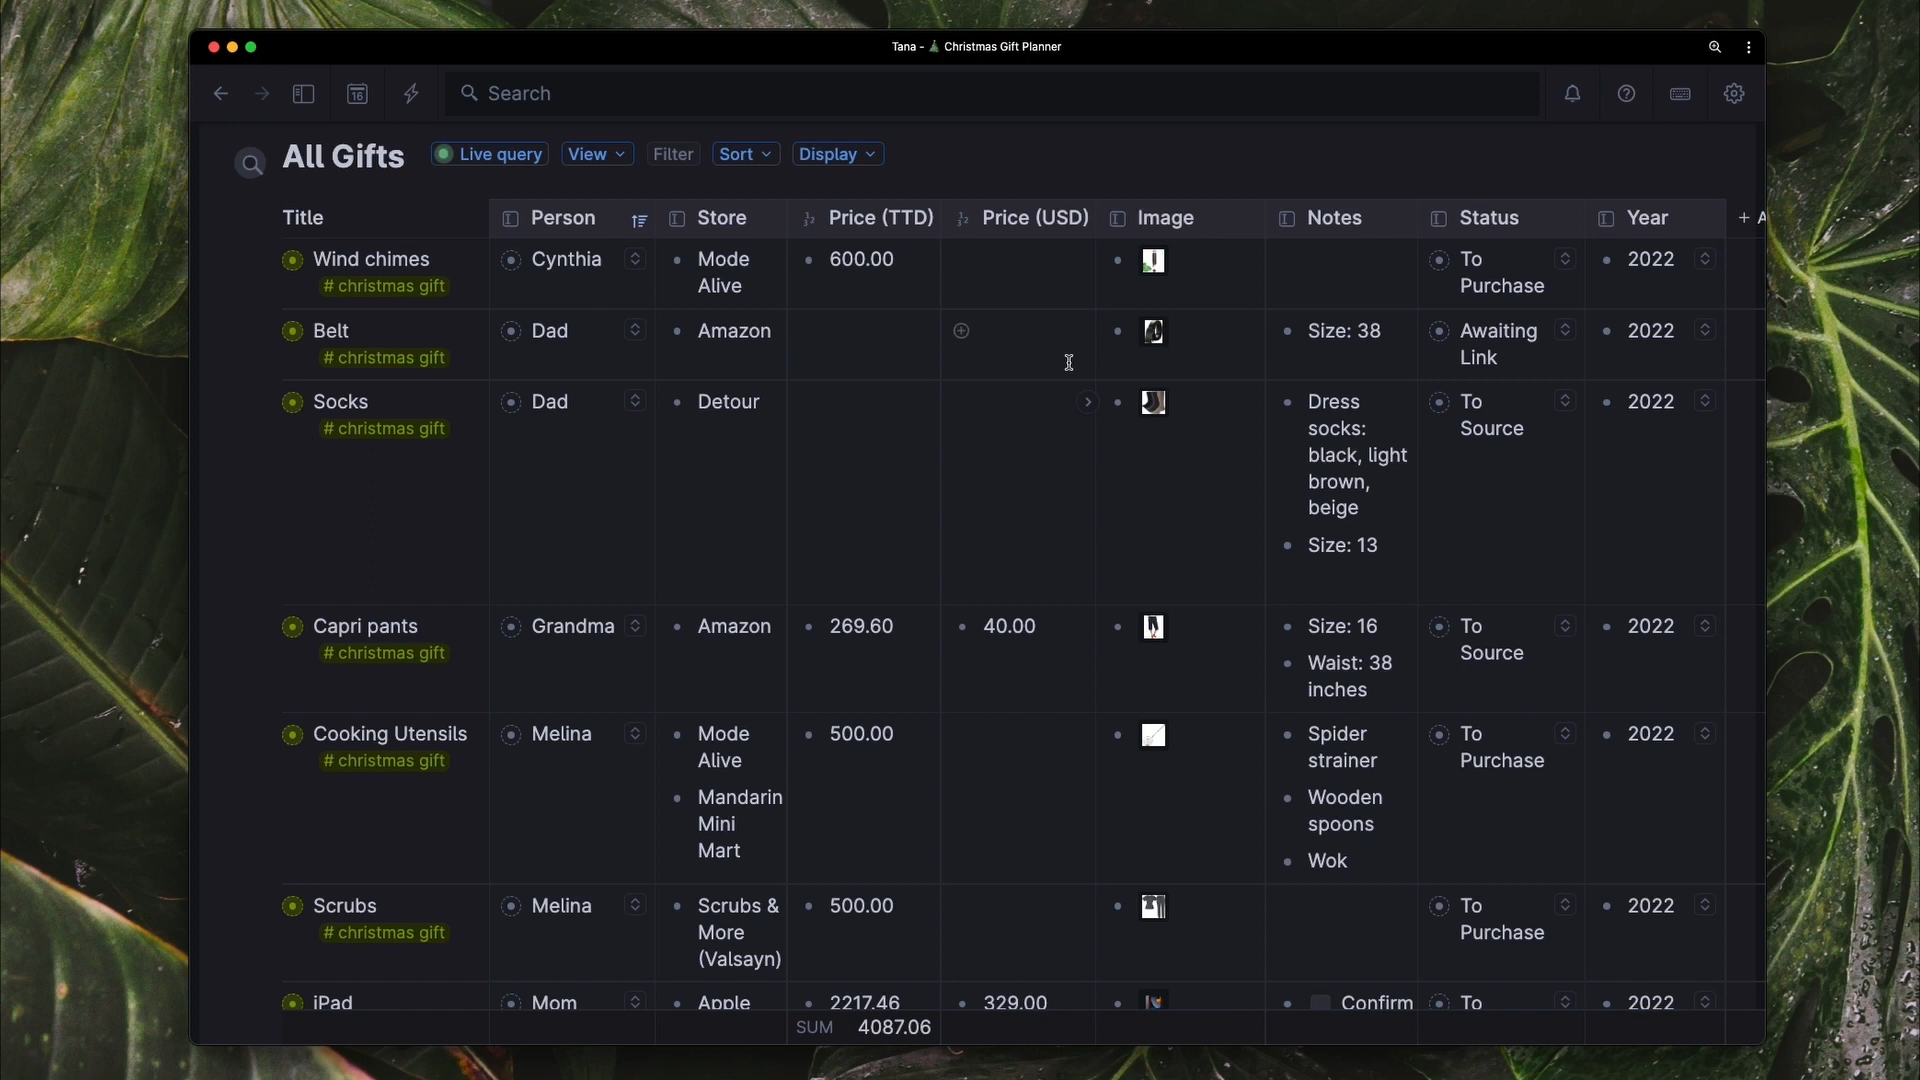 Tana - 🎄 Christmas Gift Planner
16
Search
All Gifts
Live query
View
Filter
Sort
Display
Title
Person
Store
Price (TTD)
Price (USD)
Image
Notes
Status
Year
+ A
Wind chimes
# christmas gift
Cynthia
Mode
Alive
600.00
To
Purchase
2022
Belt
# christmas gift
Dad
Amazon
Size: 38
Awaiting
Link
2022
Socks
# christmas gift
Dad
Detour
Dress
socks:
black, light
brown,
beige
Size: 13
To
Source
2022
Capri pants
# christmas gift
Grandma
Amazon
269.60
40.00
Size: 16
Waist: 38
inches
To
Source
2022
Cooking Utensils
# christmas gift
Melina
Mode
Alive
Mandarin
Mini
Mart
500.00
Spider
strainer
Wooden
spoons
Wok
To
Purchase
2022
Scrubs
# christmas gift
Melina
Scrubs &
More
(Valsayn)
500.00
To
Purchase
2022
iPad
Mom
Apple
2217.46
329.00
Confirm
To
2022
SUM 4087.06